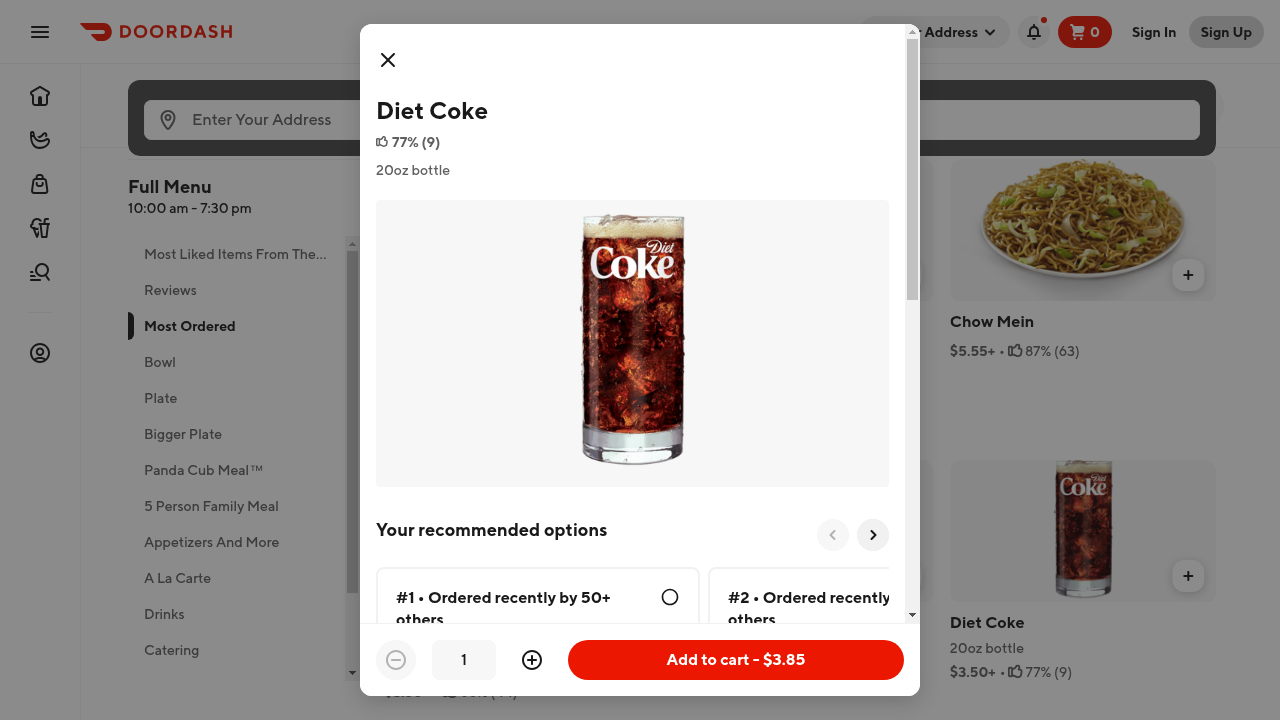 DOORDASH
Address
0
Sign In
Sign Up
Enter Your Address
Full Menu
10:00 am - 7:30 pm
Most Liked Items From The...
Reviews
Most Ordered
Bowl
Plate
Bigger Plate
Panda Cub Meal™
5 Person Family Meal
Appetizers And More
A La Carte
Drinks
Catering
Diet Coke
77% (9)
20oz bottle
Diet
Coke
Your recommended options
#1 • Ordered recently by 50+
others
#2 • Ordered recently
others
1
Add to cart - $3.85
Chow Mein
$5.55+ • 87% (63)
Diet
Coke
Diet Coke
20oz bottle
$3.50+ • 77% (9)